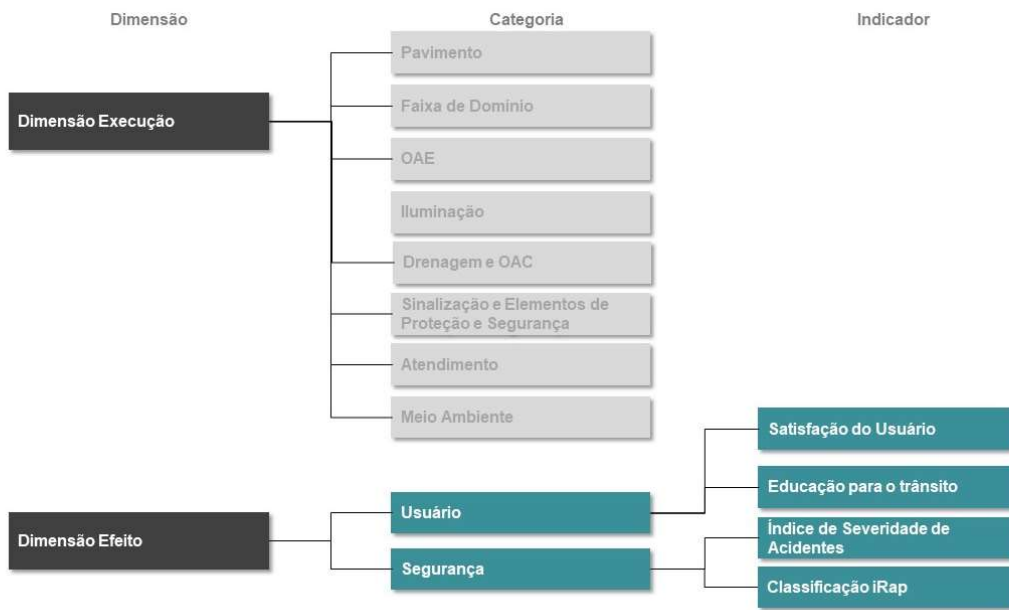 Dimensão
Categoria
Indicador
Pavimento
Dimensão Execução
Faixa de Domínio
OAE
Iluminação
Drenagem e OAC
Sinalização e Elementos de
Proteção e Segurança
Atendimento
Meio Ambiente
Dimensão Efeito
Usuário
Segurança
Satisfação do Usuário
Educação para o trânsito
Índice de Severidade de
Acidentes
Classificação iRap